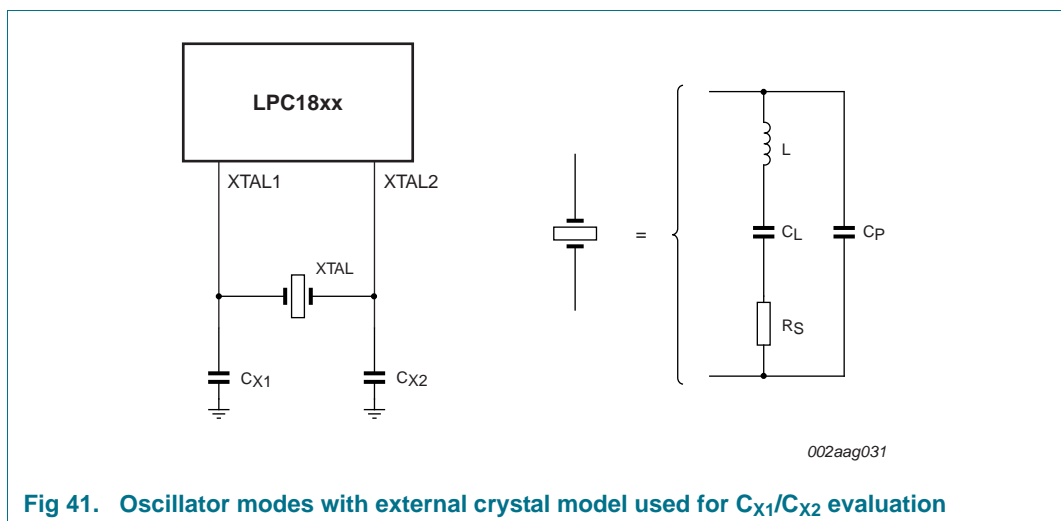 LPC18xx
XTAL1
XTAL2
XTAL
CX1
CX2
=
L
CL
CP
RS
002aag031
Fig 41. Oscillator modes with external crystal model used for CX1/CX2 evaluation